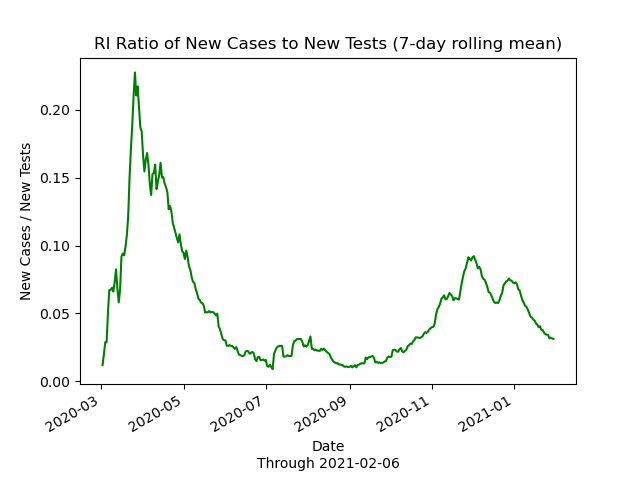 RI Ratio of New Cases to New Tests (7-day rolling mean)
New Cases / New Tests
0.20
0.15
0.10
0.05
0.00
2020-03
2020-05
2020-07
2020-09
2020-11
2021-01
Date
Through 2021-02-06